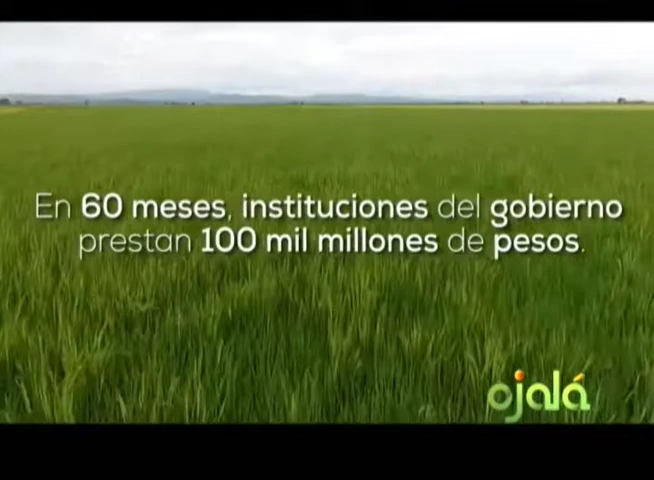 En 60 meses, instituciones del gobierno
prestan 100 mil millones de pesos.
ojalá